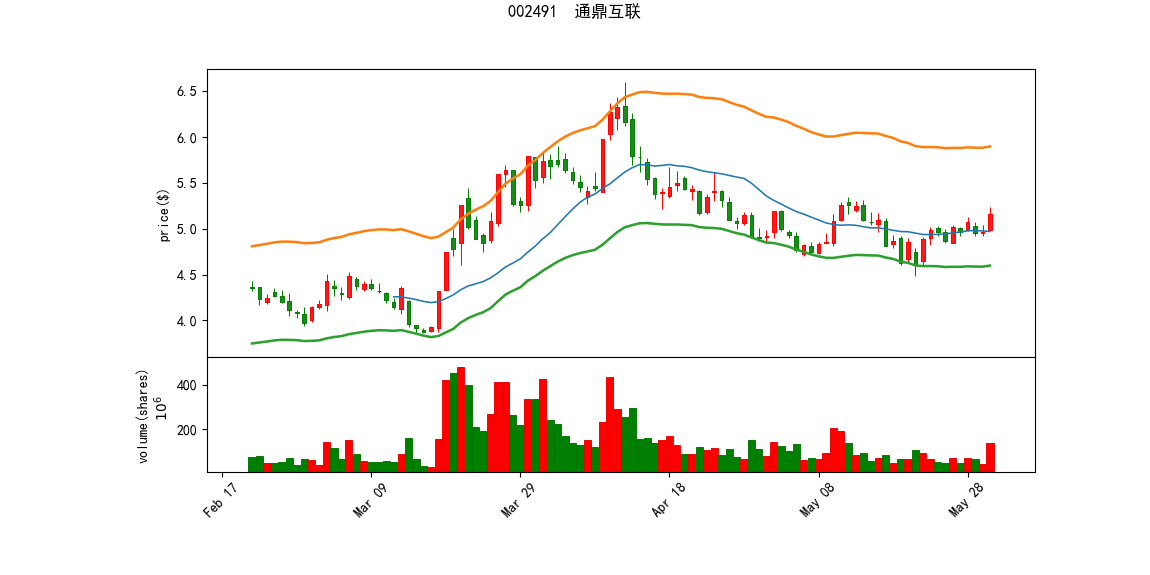 002491  通鼎互联
price($)
6.5
6.0
5.5
5.0
4.5
4.0
volume(shares)
10^6
400
200
Feb 17
Mar 09
Mar 29
Apr 18
May 08
May 28